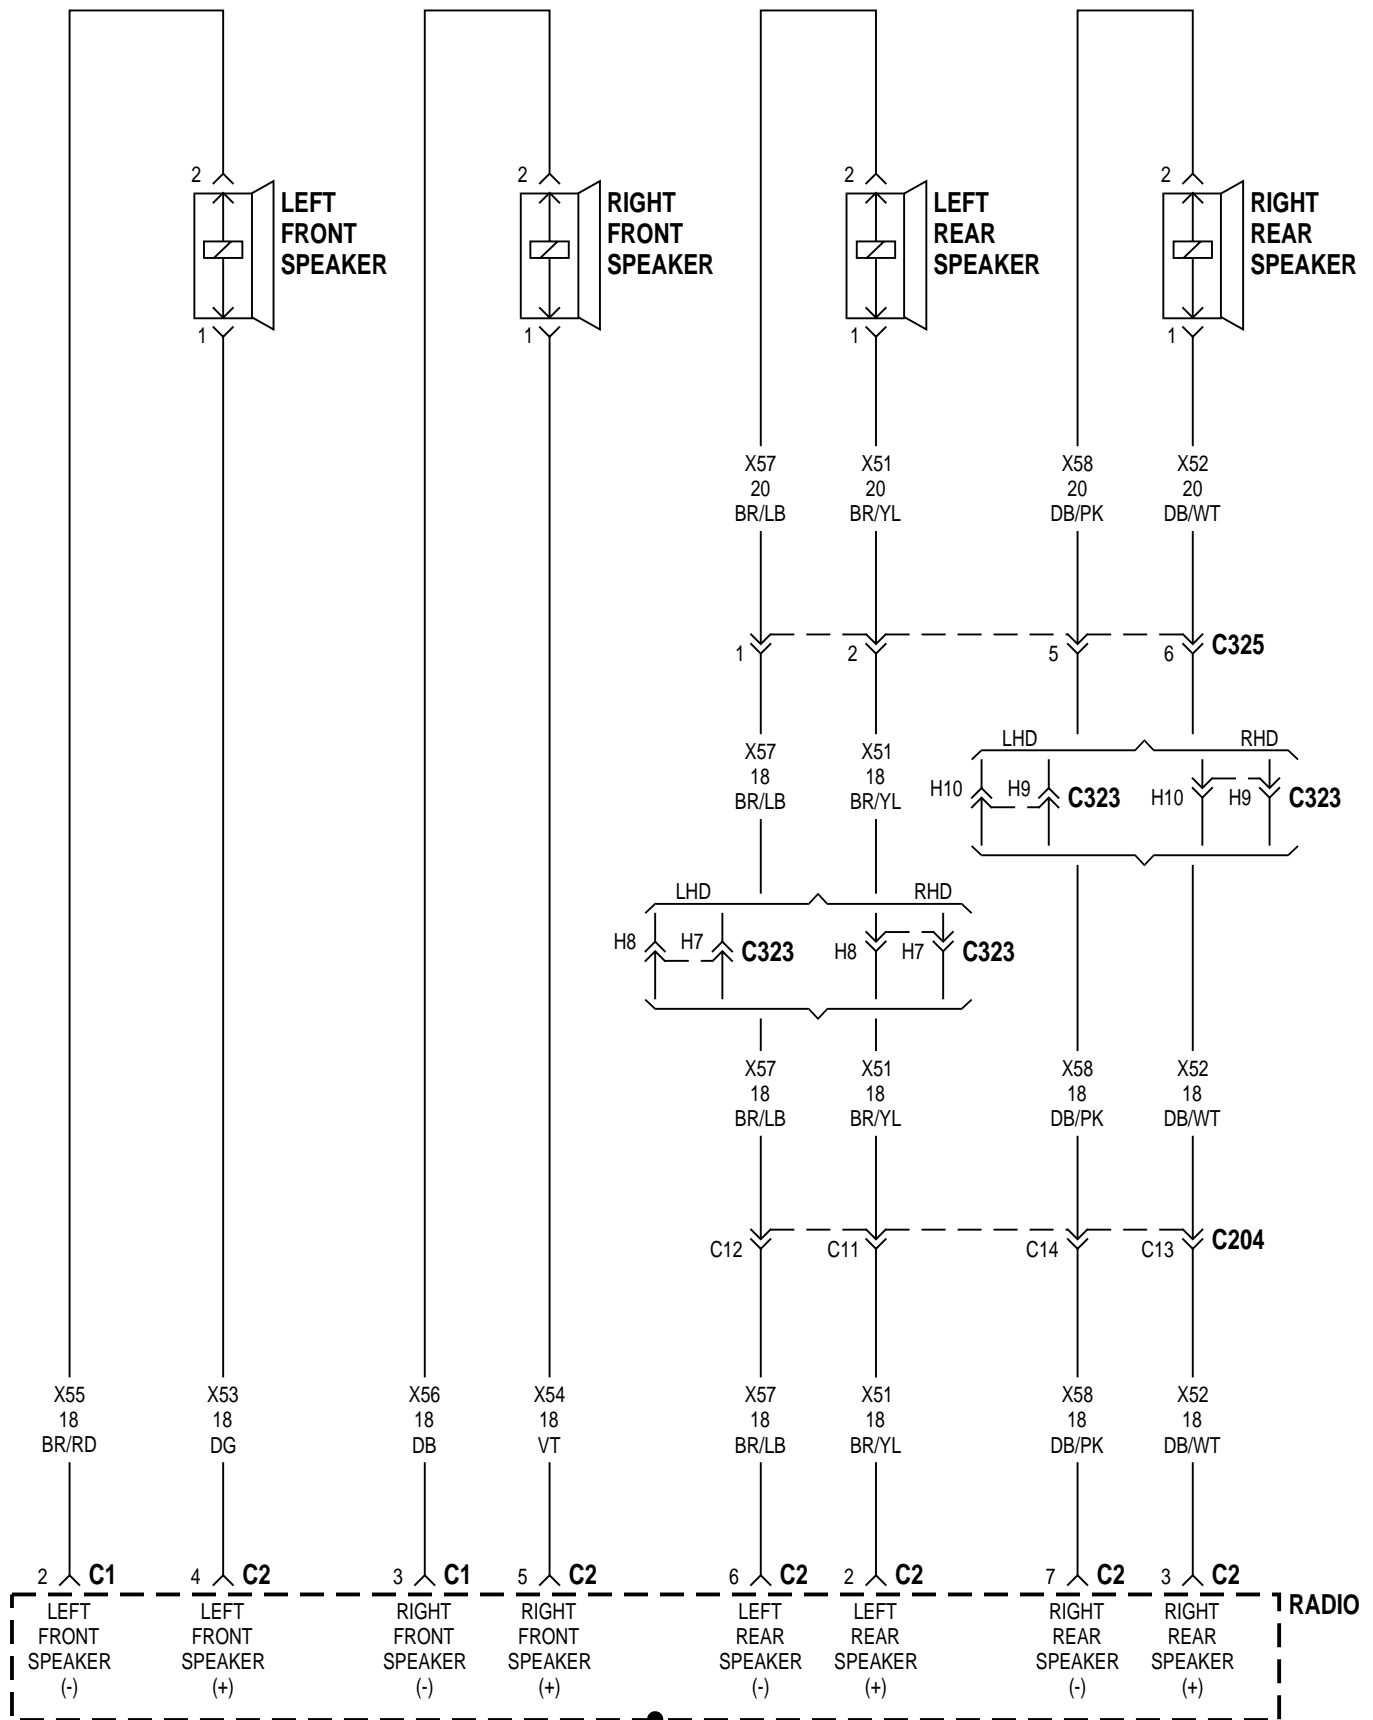 2
LEFT
FRONT
SPEAKER
1
2
RIGHT
FRONT
SPEAKER
1
2
LEFT
REAR
SPEAKER
1
2
RIGHT
REAR
SPEAKER
1
X57
20
BR/LB
X51
20
BR/YL
X58
20
DB/PK
X52
20
DB/WT
1
2
5
6
C325
X57
18
BR/LB
X51
18
BR/YL
LHD
RHD
H10
H9
C323
H10
H9
C323
LHD
RHD
H8
H7
C323
H8
H7
C323
X57
18
BR/LB
X51
18
BR/YL
X58
18
DB/PK
X52
18
DB/WT
C12
C11
C14
C13
C204
X55
18
BR/RD
X53
18
DG
X56
18
DB
X54
18
VT
X57
18
BR/LB
X51
18
BR/YL
X58
18
DB/PK
X52
18
DB/WT
2
C1
4
C2
3
C1
5
C2
6
C2
2
C2
7
C2
3
C2
LEFT
FRONT
SPEAKER
(-)
LEFT
FRONT
SPEAKER
(+)
RIGHT
FRONT
SPEAKER
(-)
RIGHT
FRONT
SPEAKER
(+)
LEFT
REAR
SPEAKER
(-)
LEFT
REAR
SPEAKER
(+)
RIGHT
REAR
SPEAKER
(-)
RIGHT
REAR
SPEAKER
(+)
RADIO